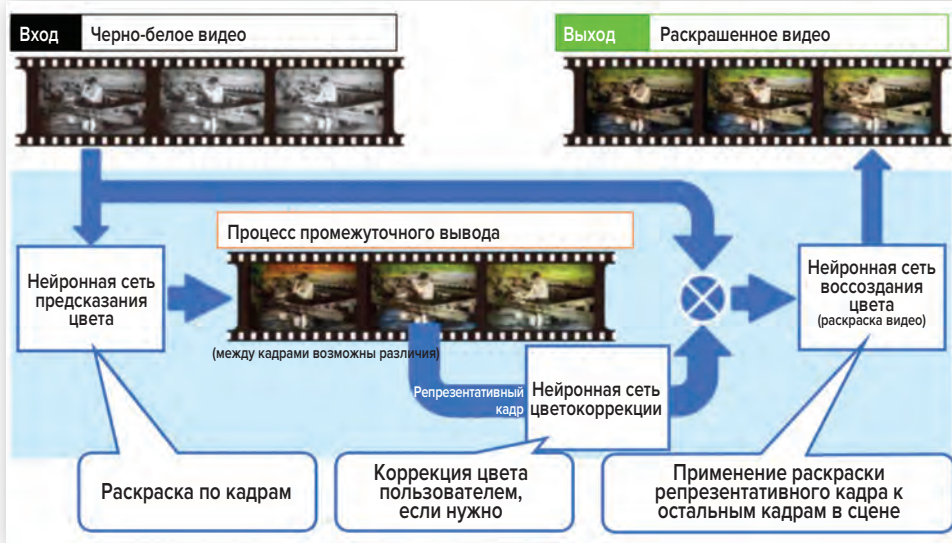 Вход
Черно-белое видео
Выход
Раскрашенное видео
Процесс промежуточного вывода
Нейронная сеть
предсказания
цвета
(между кадрами возможны различия)
Репрезентативный
кадр
Нейронная сеть
цветокоррекции
Нейронная сеть
воссоздания
цвета
(раскраска видео)
Раскраска по кадрам
Коррекция цвета
пользователем,
если нужно
Применение раскраски
репрезентативного кадра к
остальным кадрам в сцене